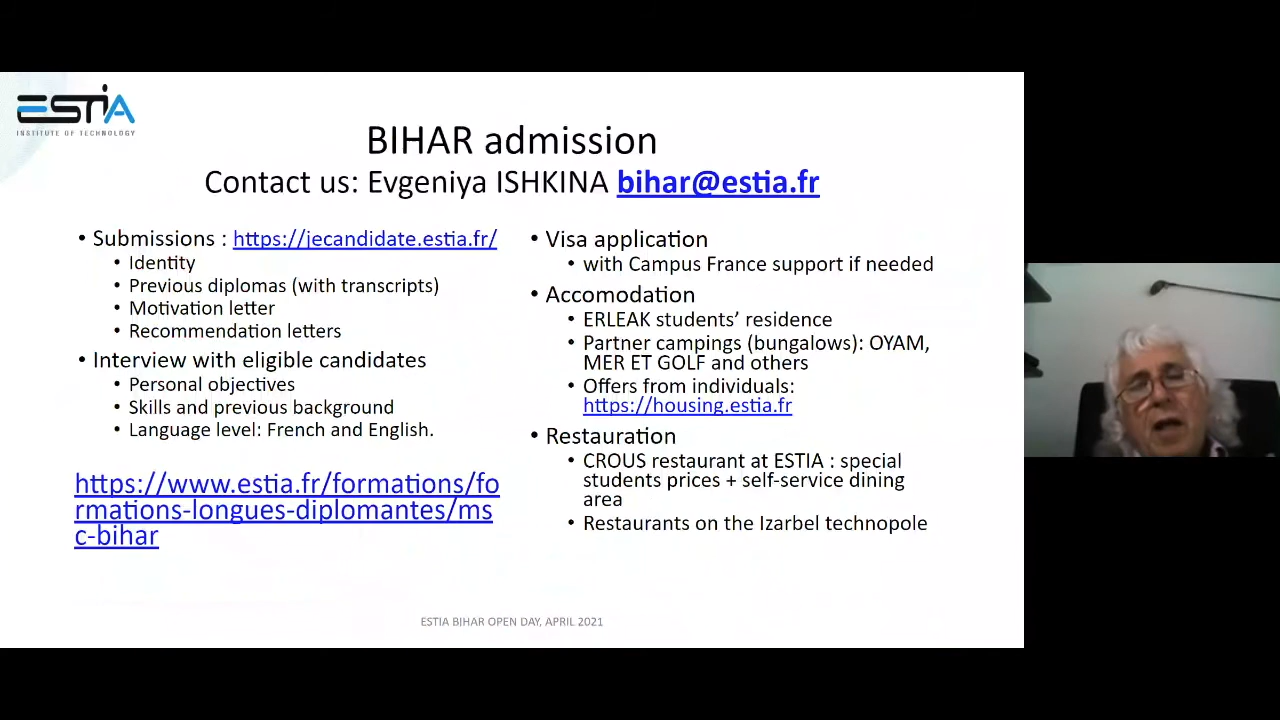 ESTIA
INSTITUTE OF TECHNOLOGY
BIHAR admission
Contact us: Evgeniya ISHKINA bihar@estia.fr
• Submissions : https://jecandidate.estia.fr/
• Identity
• Previous diplomas (with transcripts)
• Motivation letter
• Recommendation letters
• Interview with eligible candidates
• Personal objectives
• Skills and previous background
• Language level: French and English.
https://www.estia.fr/formations/fo
rmations-longues-diplomantes/ms
c-bihar
• Visa application
• with Campus France support if needed
• Accomodation
• ERLEAK students’ residence
• Partner campings (bungalows): OYAM,
MER ET GOLF and others
• Offers from individuals:
https://housing.estia.fr
• Restauration
• CROUS restaurant at ESTIA : special
students prices + self-service dining
area
• Restaurants on the Izarbel technopole
ESTIA BIHAR OPEN DAY, APRIL 2021